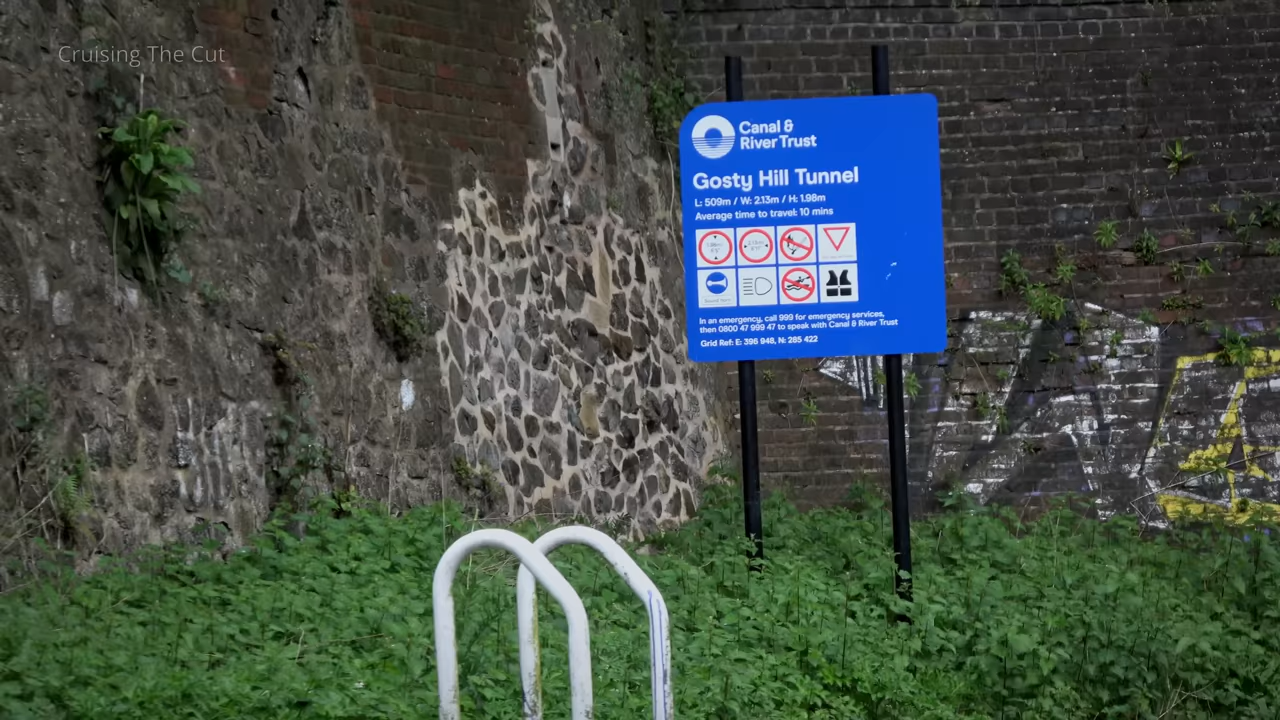 Cruising The Cut
Canal &
River Trust
Gosty Hill Tunnel
L: 509m / W: 2.13m / H: 1.98m
Average time to travel: 10 mins
Sound horn
In an emergency, call 999 for emergency services,
then 0800 47 999 47 to speak with Canal & River Trust
Grid Ref: E: 396 948, N: 285 422